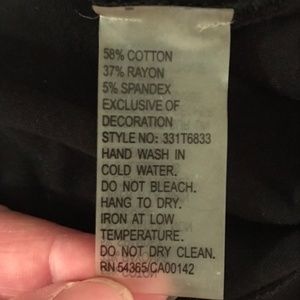 58% COTTON
37% RAYON
5% SPANDEX
EXCLUSIVE OF
DECORATION
STYLE NO: 331T6833
HAND WASH IN
COLD WATER.
DO NOT BLEACH.
HANG TO DRY.
IRON AT LOW
TEMPERATURE.
DO NOT DRY CLEAN.
RN 54365/CA00142